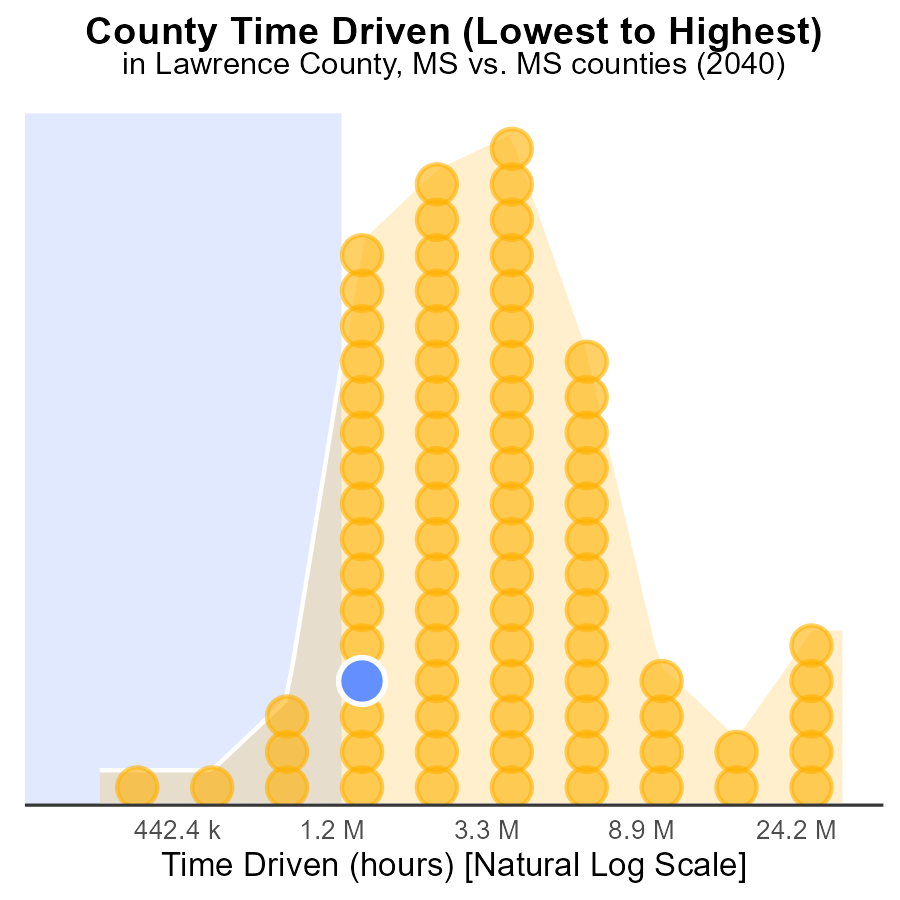 County Time Driven (Lowest to Highest)
in Lawrence County, MS vs. MS counties (2040)
442.4 k 1.2 M 3.3 M 8.9 M 24.2 M
Time Driven (hours) [Natural Log Scale]